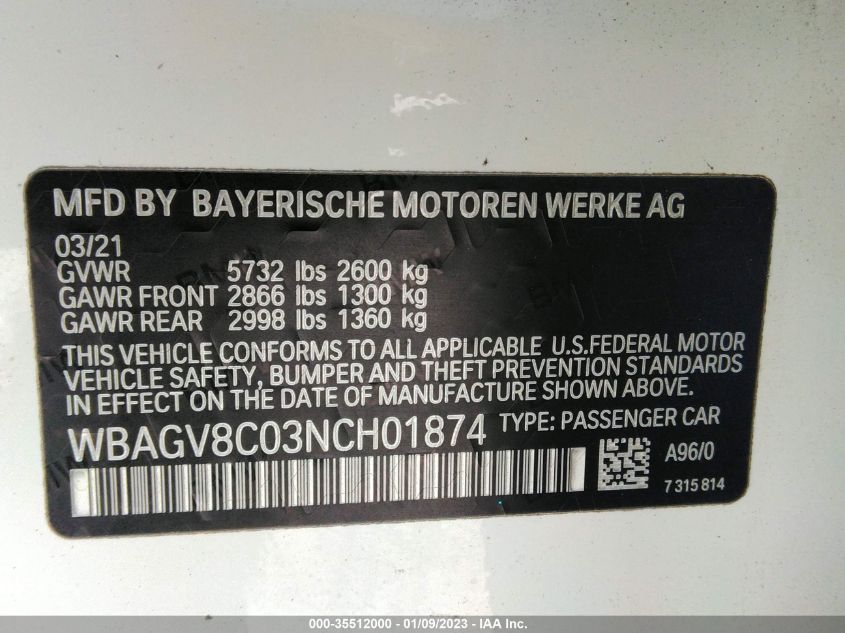 MFD BY BAYERISCHE MOTOREN WERKE AG
03/21
GVWR 5732 lbs 2600 kg
GAWR FRONT 2866 lbs 1300 kg
GAWR REAR 2998 lbs 1360 kg
THIS VEHICLE CONFORMS TO ALL APPLICABLE U.S.FEDERAL MOTOR
VEHICLE SAFETY, BUMPER AND THEFT PREVENTION STANDARDS
IN EFFECT ON THE DATE OF MANUFACTURE SHOWN ABOVE.
WBAGV8C03NCH01874 TYPE: PASSENGER CAR
A96/0
7 315 814
000-35512000 - 01/09/2023 - IAA Inc.